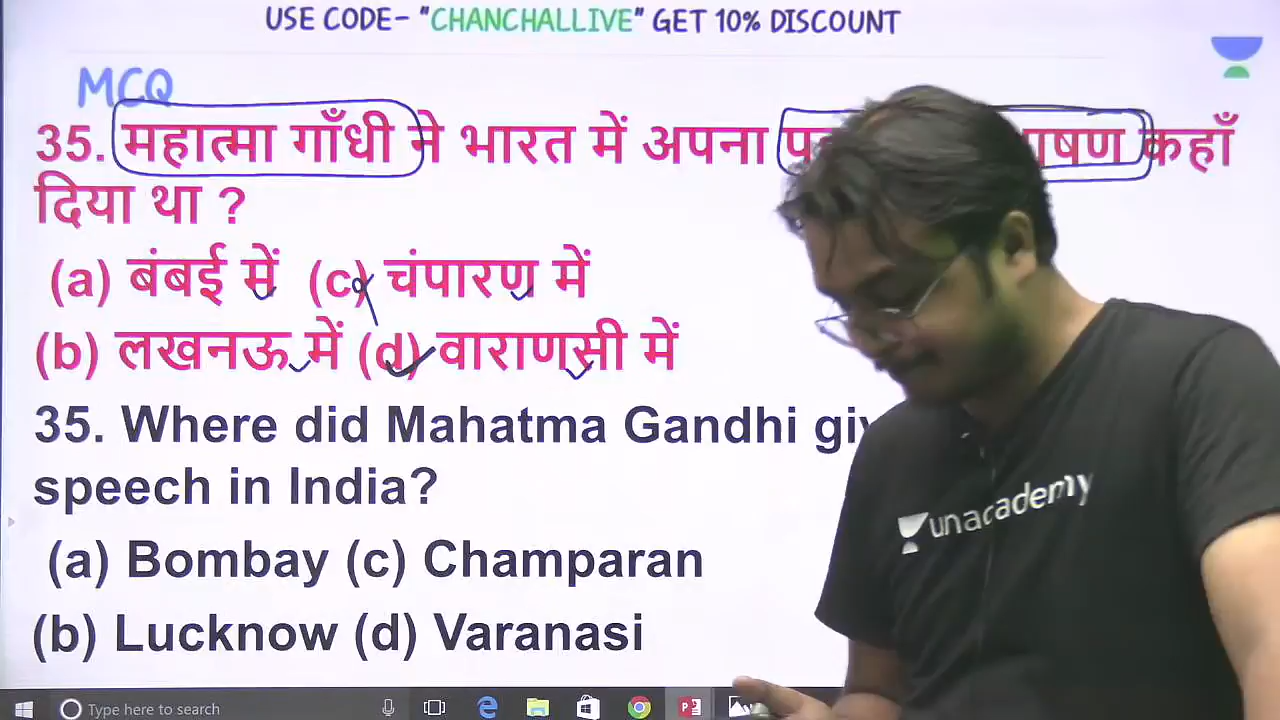 USE CODE- "CHANCHALLIVE" GET 10% DISCOUNT
MCQ
35. महात्मा गाँधी ने भारत में अपना कहाँ
दिया था ?
(a) बंबई में (c) चंपारण में
(b) लखनऊ में (d) वाराणसी में
35. Where did Mahatma Gandhi
speech in India?
(a) Bombay (c) Champaran
(b) Lucknow (d) Varanasi
unacademy
Type here to search